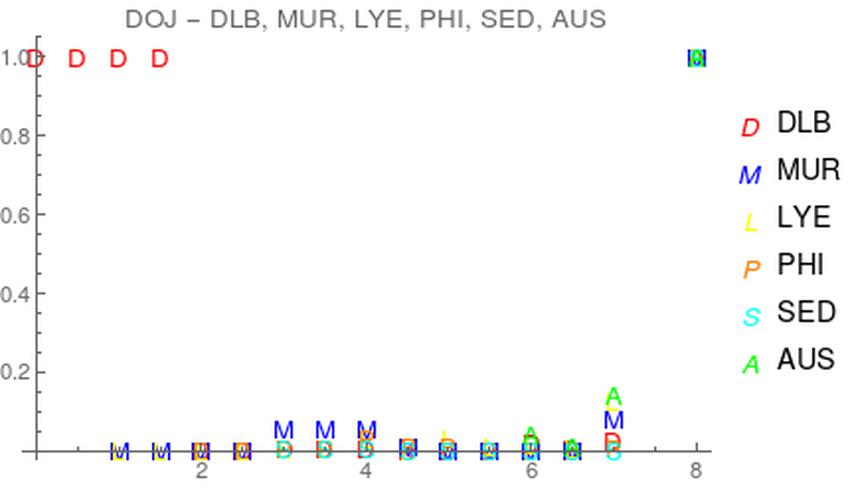 DOJ – DLB, MUR, LYE, PHI, SED, AUS
1.0 D D D D
0.8
0.6
0.4
0.2
A
M
M M M
2 4 6 8
D DLB
M MUR
L LYE
P PHI
S SED
A AUS